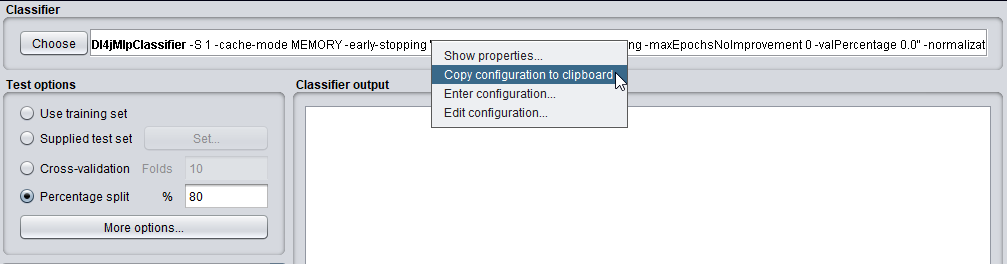 Classifier
Choose
Dl4jMlpClassifier -S 1 -cache-mode MEMORY -early-stopping ng -maxEpochsNoImprovement 0 -valPercentage 0.0" -normalizat
Show properties...
Copy configuration to clipboard
Enter configuration...
Edit configuration...
Test options
Use training set
Supplied test set Set...
Cross-validation Folds 10
Percentage split % 80
More options...
Classifier output